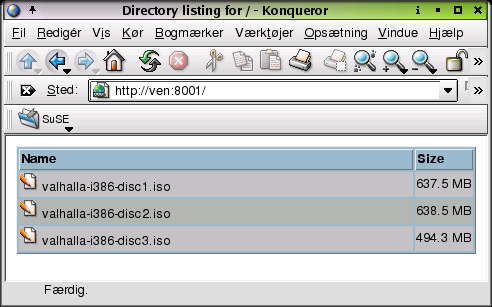 Directory listing for / - Konqueror
Fil Redigér Vis Kør Bogmærker Værktøjer Opsætning Vindue Hjælp
Sted: http://ven:8001/
SuSE
Name Size
valhalla-i386-disc1.iso 637.5 MB
valhalla-i386-disc2.iso 638.5 MB
valhalla-i386-disc3.iso 494.3 MB
Færdig.